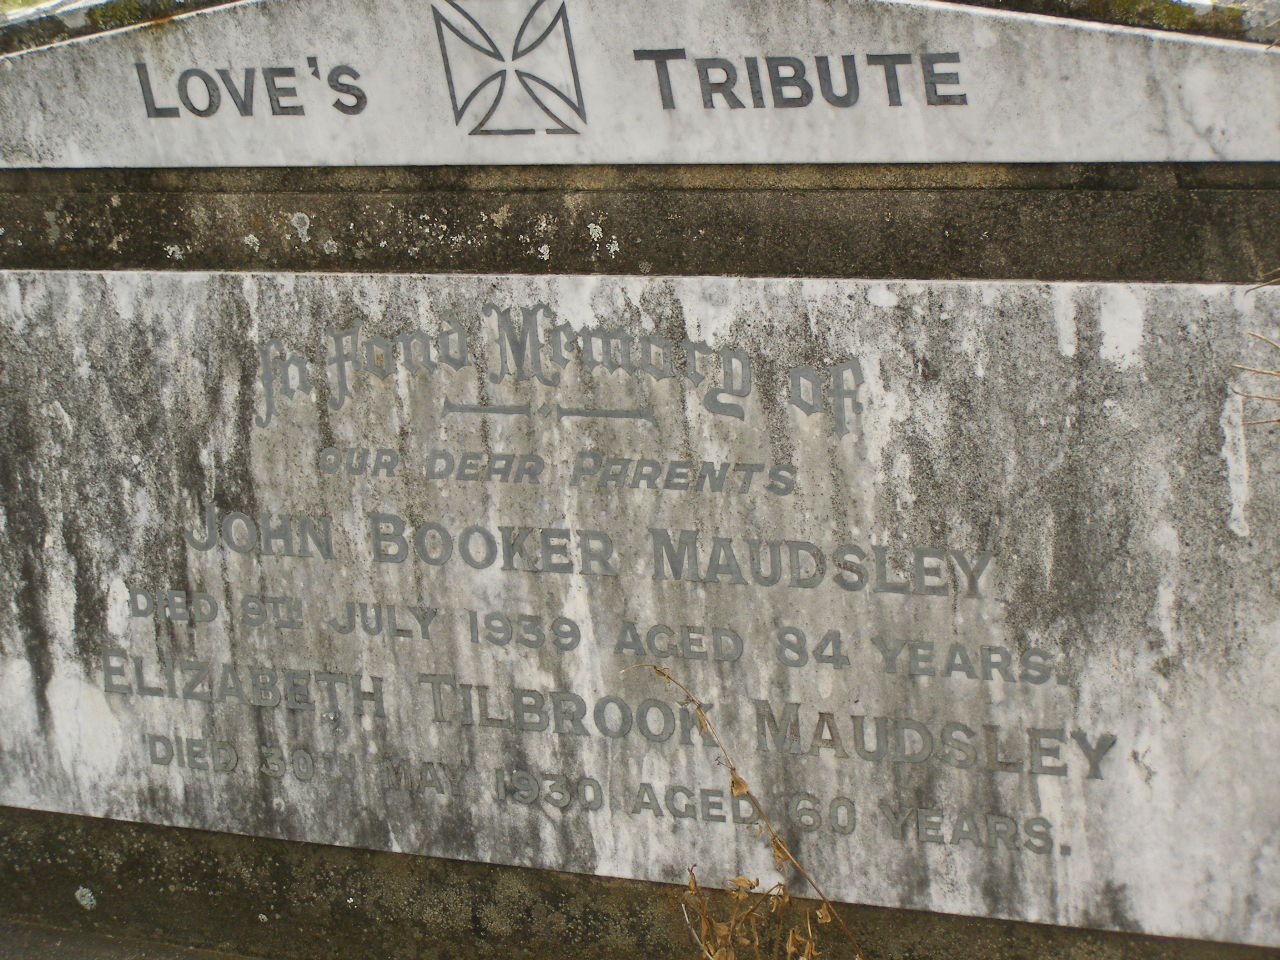 LOVE'S TRIBUTE
In Fond Memory of
OUR DEAR PARENTS
JOHN BOOKER MAUDSLEY
DIED 9TH JULY 1939 AGED 84 YEARS.
ELIZABETH TILBROOK MAUDSLEY
DIED 30TH MAY 1930 AGED 60 YEARS.